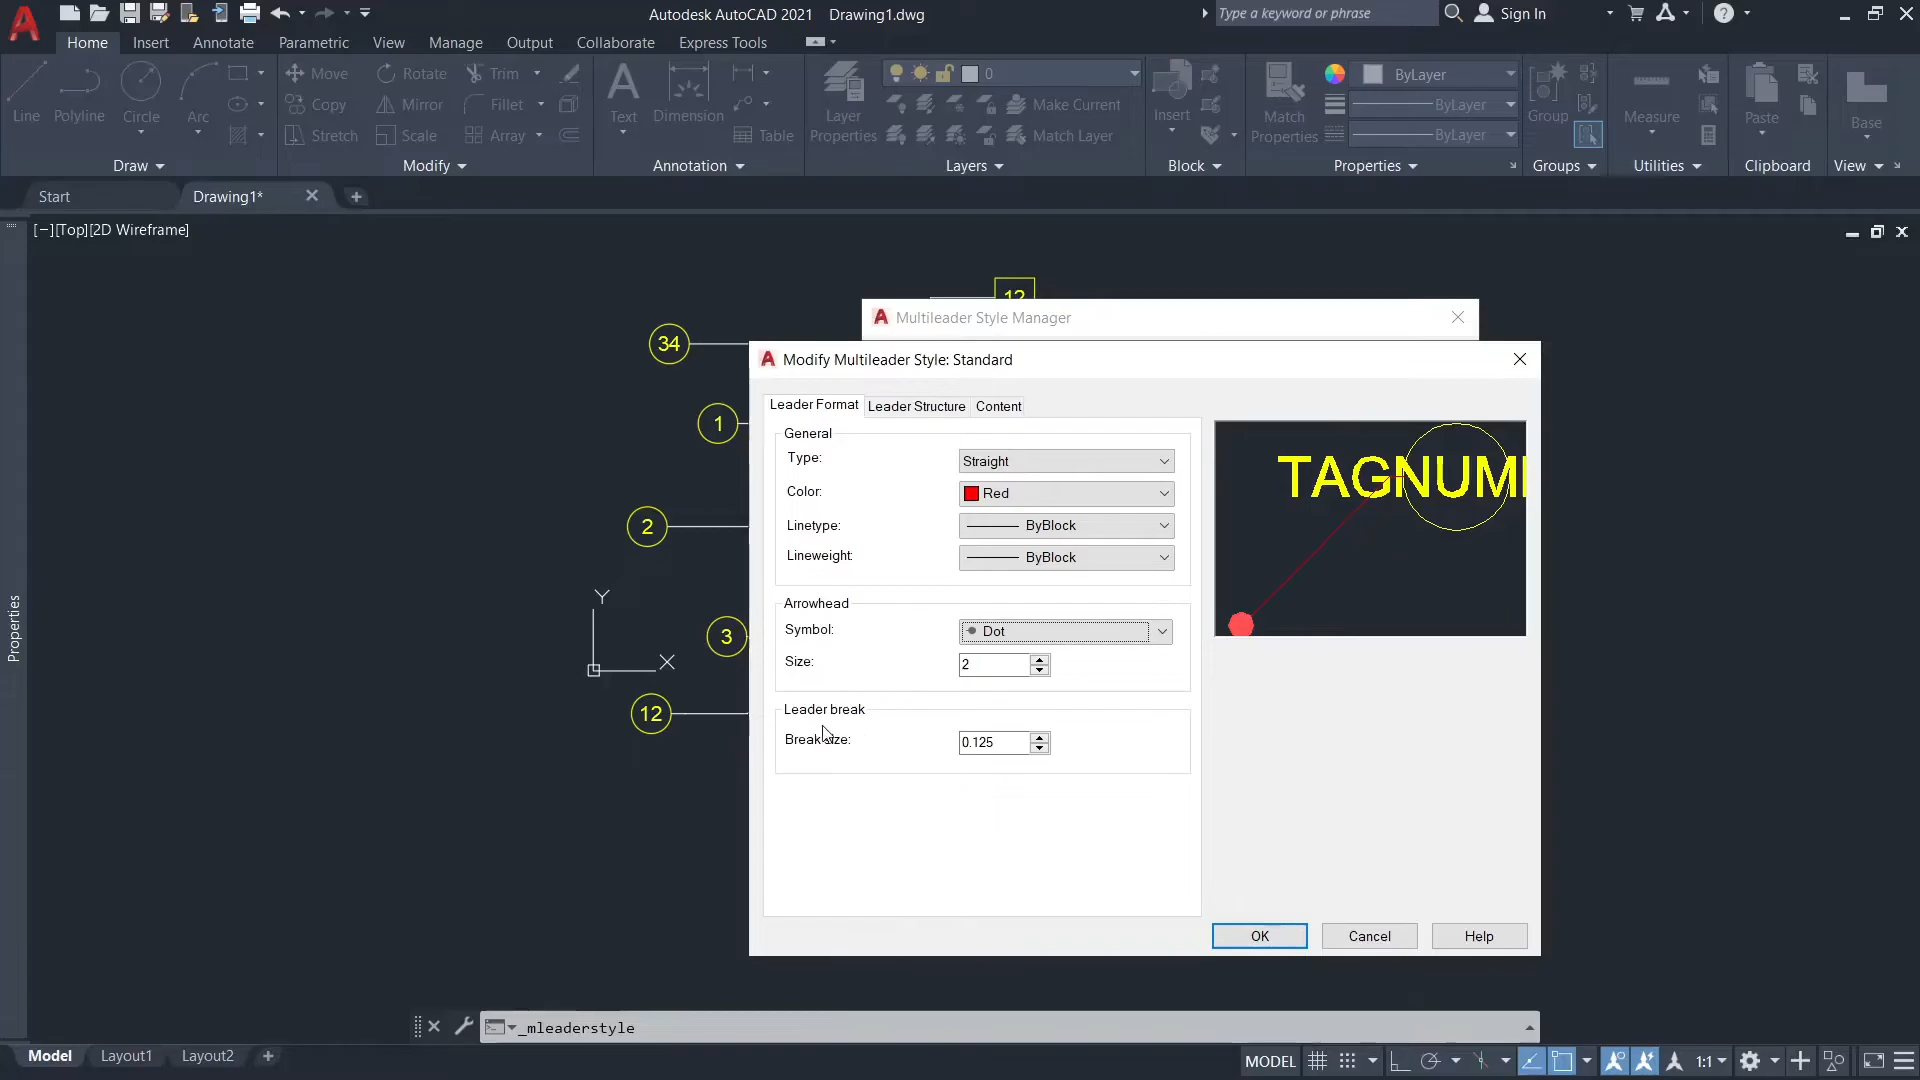 Autodesk AutoCAD 2021 Drawing1.dwg
Type a keyword or phrase
Sign In
Home Insert Annotate Parametric View Manage Output Collaborate Express Tools
Line
Polyline
Circle
Arc
Draw
Move Rotate Trim
Copy Mirror Fillet
Stretch Scale Array
Modify
Text
Dimension
Table
Annotation
Layer Properties
0
Make Current
Match Layer
Layers
Insert
Block
Match Properties
ByLayer
ByLayer
ByLayer
Properties
Group
Groups
Measure
Utilities
Paste
Clipboard
Base
View
Start
Drawing1*
[−][Top][2D Wireframe]
Properties
12
34
1
2
3
12
Y
X
Multileader Style Manager
Modify Multileader Style: Standard
Leader Format Leader Structure Content
General
Type: Straight
Color: Red
Linetype: ByBlock
Lineweight: ByBlock
Arrowhead
Symbol: Dot
Size: 2
Leader break
Break size: 0.125
TAGNUM
OK Cancel Help
_mleaderstyle
Model Layout1 Layout2
MODEL
1:1